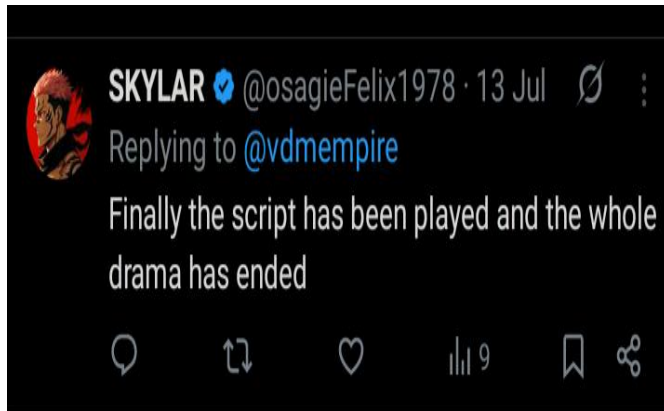 SKYLAR @osagieFelix1978 · 13 Jul
Replying to @vdmempire
Finally the script has been played and the whole
drama has ended
9